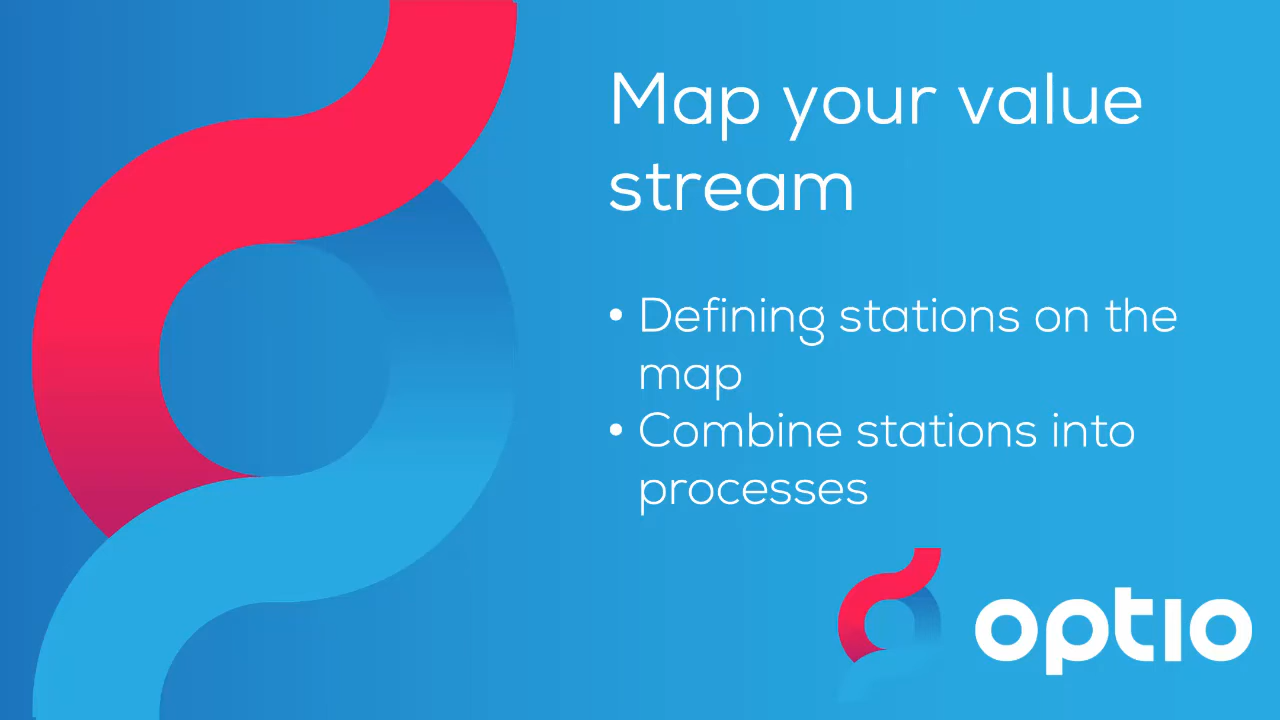 Map your value
stream
• Defining stations on the
map
• Combine stations into
processes
optio